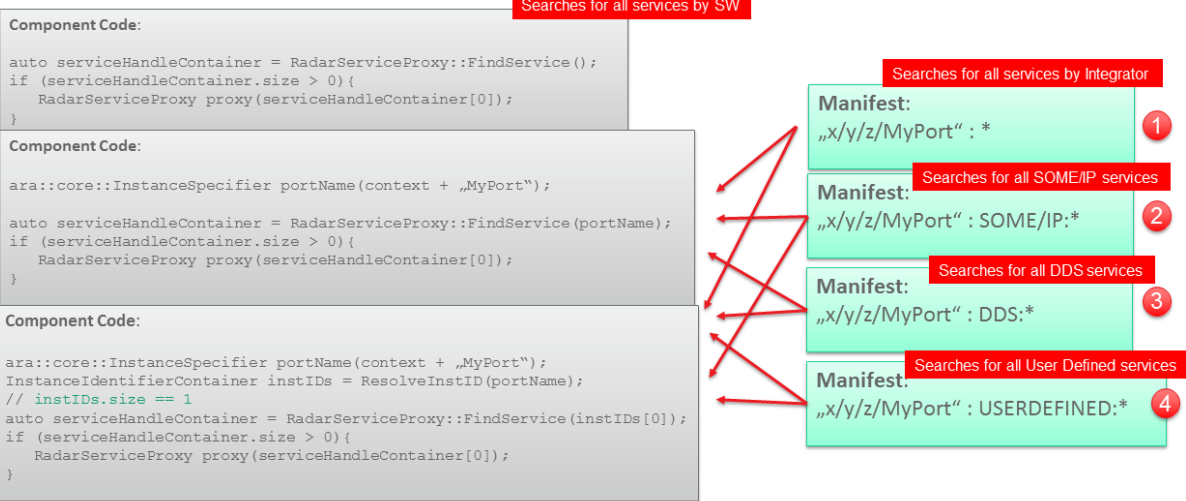 Searches for all services by SW
Component Code:
auto serviceHandleContainer = RadarServiceProxy::FindService();
if (serviceHandleContainer.size > 0){
RadarServiceProxy proxy(serviceHandleContainer[0]);
}
Component Code:
ara::core::InstanceSpecifier portName(context + „MyPort“);
auto serviceHandleContainer = RadarServiceProxy::FindService(portName);
if (serviceHandleContainer.size > 0){
RadarServiceProxy proxy(serviceHandleContainer[0]);
}
Component Code:
ara::core::InstanceSpecifier portName(context + „MyPort“);
InstanceIdentifierContainer instIDs = ResolveInstID(portName);
// instIDs.size == 1
auto serviceHandleContainer = RadarServiceProxy::FindService(instIDs[0]);
if (serviceHandleContainer.size > 0){
RadarServiceProxy proxy(serviceHandleContainer[0]);
}
Searches for all services by Integrator
Manifest:
„x/y/z/MyPort“ : *
1
Searches for all SOME/IP services
Manifest:
„x/y/z/MyPort“ : SOME/IP:*
2
Searches for all DDS services
Manifest:
„x/y/z/MyPort“ : DDS:*
3
Searches for all User Defined services
Manifest:
„x/y/z/MyPort“ : USERDEFINED:*
4